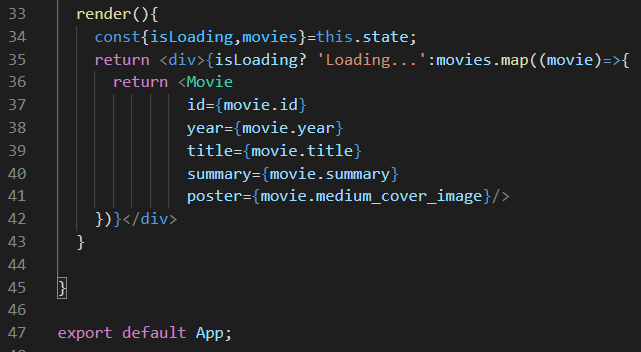 33 render(){
34 const{isLoading,movies}=this.state;
35 return <div>{isLoading? 'Loading...':movies.map((movie)=>{
36 return <Movie
37 id={movie.id}
38 year={movie.year}
39 title={movie.title}
40 summary={movie.summary}
41 poster={movie.medium_cover_image}/>
42 })}</div>
43 }
44
45 }
46
47 export default App;